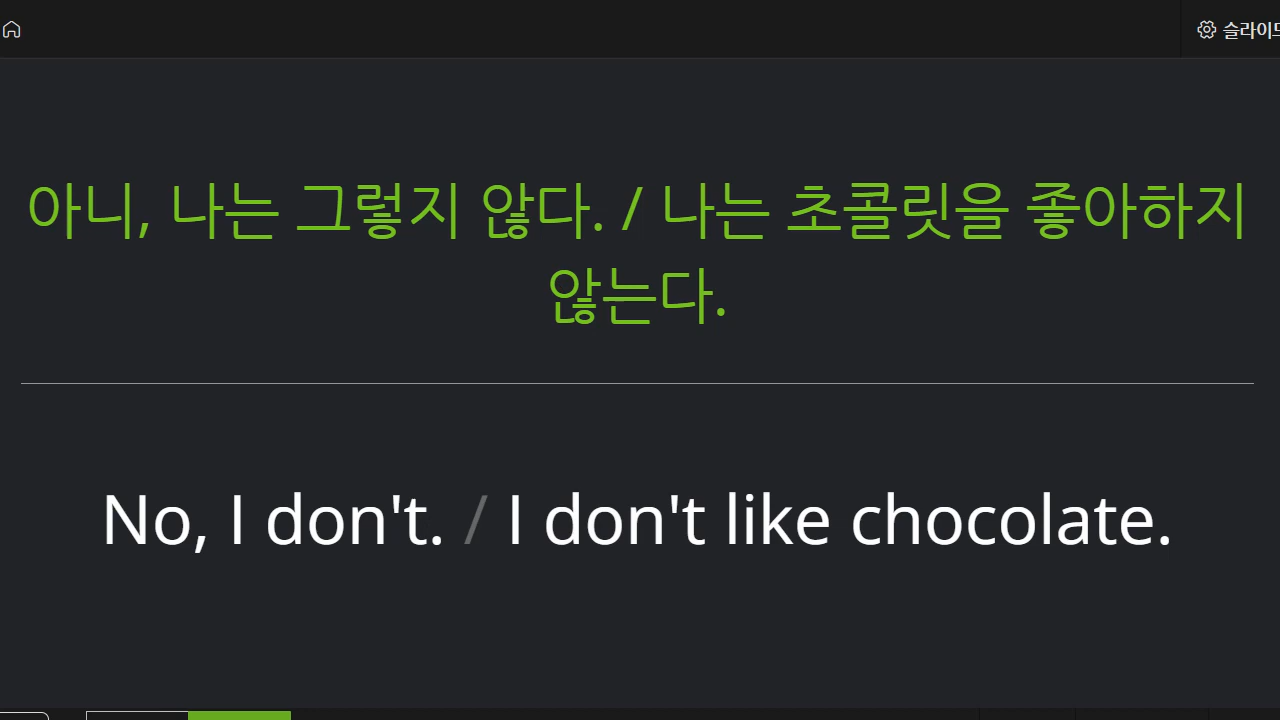 슬라이드
아니, 나는 그렇지 않다. / 나는 초콜릿을 좋아하지
않는다.
No, I don't. / I don't like chocolate.